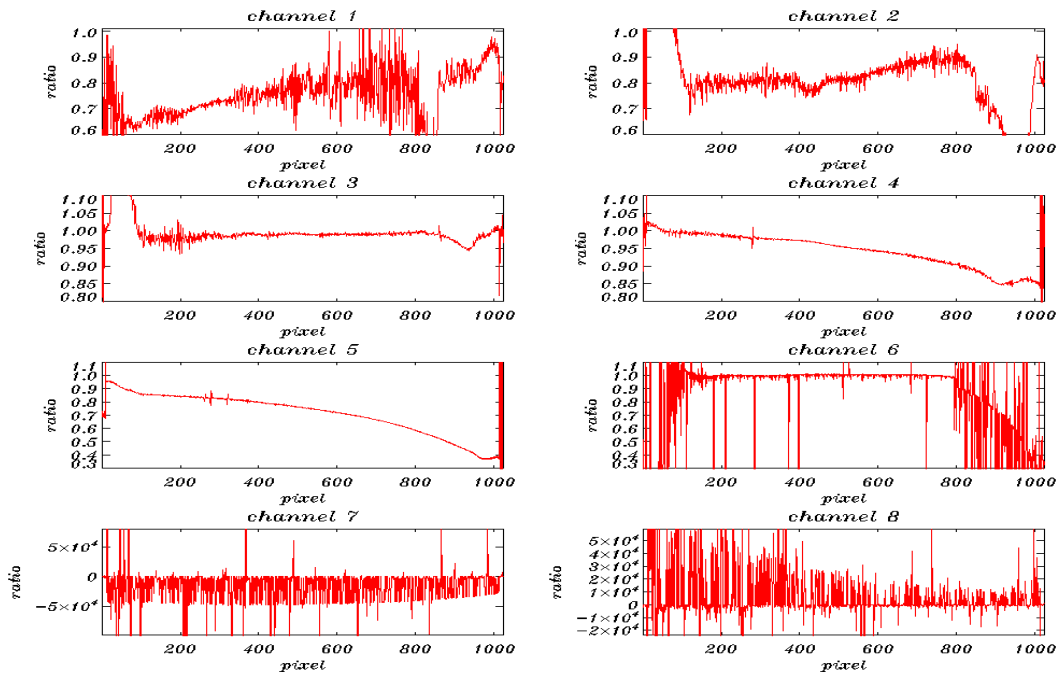 channel 1
1.0
0.9
0.8
0.7
0.6
ratio
200 400 600 800 1000
pixel
channel 2
1.0
0.9
0.8
0.7
0.6
ratio
200 400 600 800 1000
pixel
channel 3
1.10
1.05
1.00
0.95
0.90
0.85
0.80
ratio
200 400 600 800 1000
pixel
channel 4
1.10
1.05
1.00
0.95
0.90
0.85
0.80
ratio
200 400 600 800 1000
pixel
channel 5
1.1
1.0
0.9
0.8
0.7
0.6
0.5
0.4
0.3
ratio
200 400 600 800 1000
pixel
channel 6
1.1
1.0
0.9
0.8
0.7
0.6
0.5
0.4
0.3
ratio
200 400 600 800 1000
pixel
channel 7
5×10⁴
0
-5×10⁴
ratio
200 400 600 800 1000
pixel
channel 8
5×10⁴
4×10⁴
3×10⁴
2×10⁴
1×10⁴
0
-1×10⁴
-2×10⁴
ratio
200 400 600 800 1000
pixel